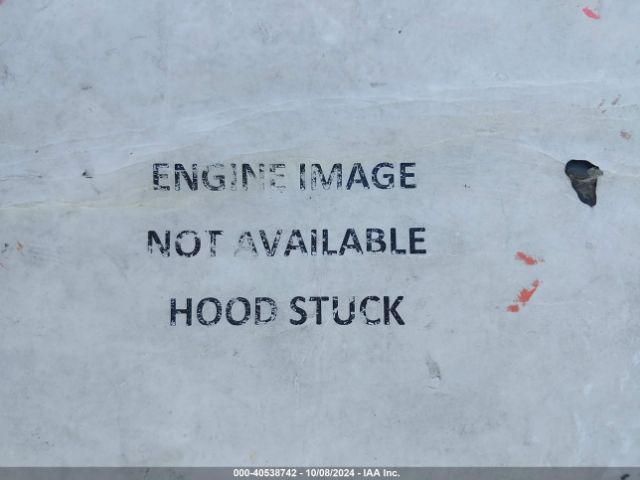 ENGINE IMAGE
NOT AVAILABLE
HOOD STUCK
000-40538742 - 10/08/2024 - IAA Inc.